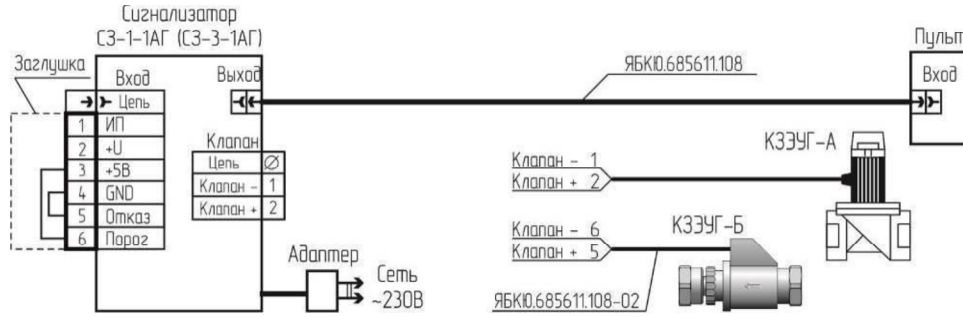 Сигнализатор
СЗ-1-1АГ (СЗ-3-1АГ)
Заглушка
Вход
Цепь
1 ИП
2 +U
3 +5В
4 GND
5 Отказ
6 Порог
Выход
Клапан
Цепь
Клапан - 1
Клапан + 2
Адаптер
Сеть
~230В
ЯБКЮ.685611.108
Пульт
Вход
Клапан - 1
Клапан + 2
КЗЭУГ-А
Клапан - 6
Клапан + 5
КЗЭУГ-Б
ЯБКЮ.685611.108-02